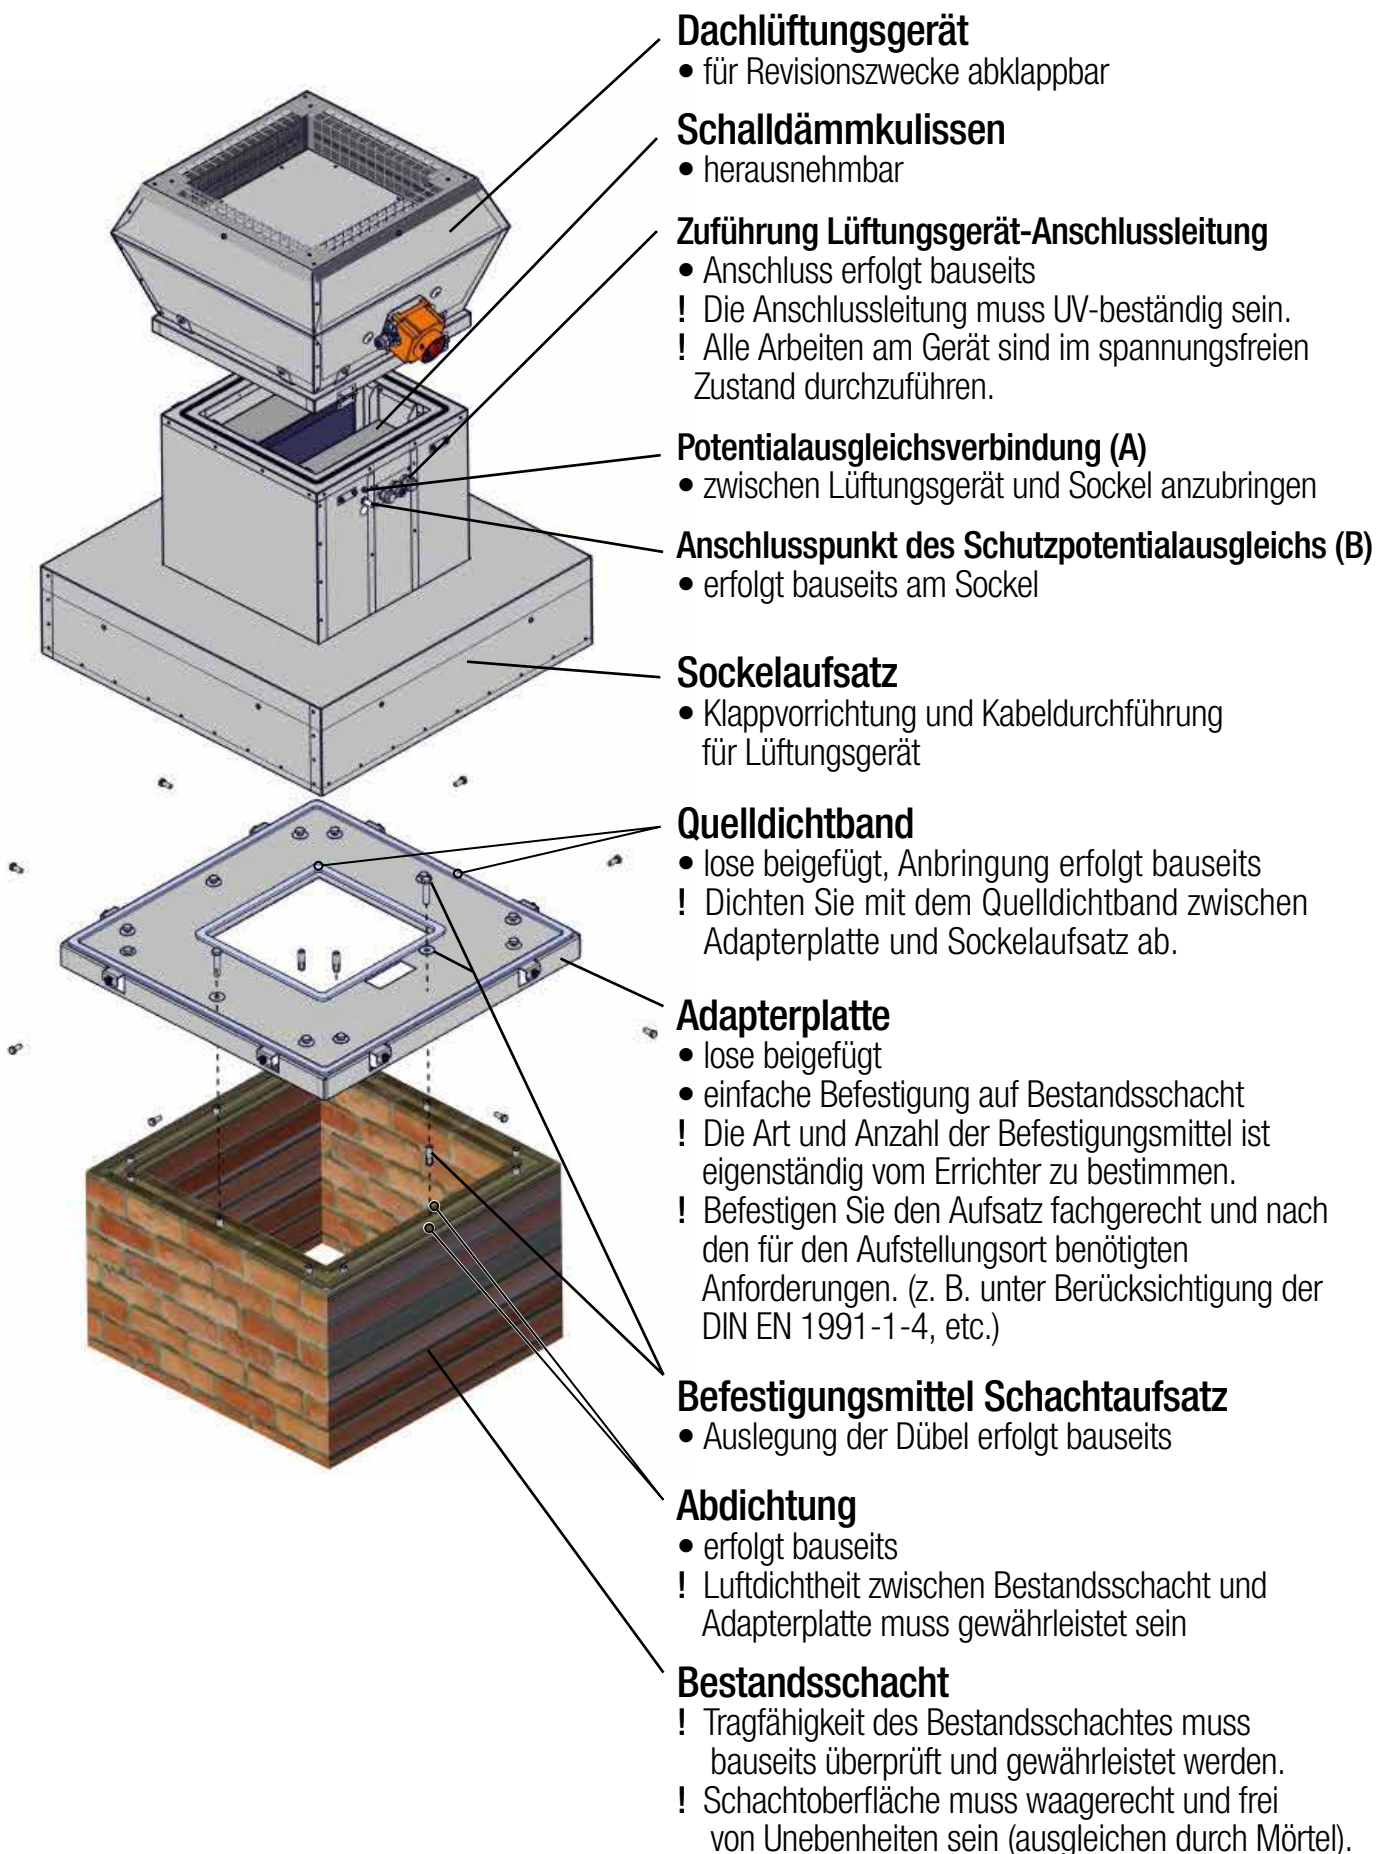 Dachlüftungsgerät
• für Revisionszwecke abklappbar
Schalldämmkulissen
• herausnehmbar
Zuführung Lüftungsgerät-Anschlussleitung
• Anschluss erfolgt bauseits
! Die Anschlussleitung muss UV-beständig sein.
! Alle Arbeiten am Gerät sind im spannungsfreien
Zustand durchzuführen.
Potentialausgleichsverbindung (A)
• zwischen Lüftungsgerät und Sockel anzubringen
Anschlusspunkt des Schutzpotentialausgleichs (B)
• erfolgt bauseits am Sockel
Sockelaufsatz
• Klappvorrichtung und Kabeldurchführung
für Lüftungsgerät
Quelldichtband
• lose beigefügt, Anbringung erfolgt bauseits
! Dichten Sie mit dem Quelldichtband zwischen
Adapterplatte und Sockelaufsatz ab.
Adapterplatte
• lose beigefügt
• einfache Befestigung auf Bestandsschacht
! Die Art und Anzahl der Befestigungsmittel ist
eigenständig vom Errichter zu bestimmen.
! Befestigen Sie den Aufsatz fachgerecht und nach
den für den Aufstellungsort benötigten
Anforderungen. (z. B. unter Berücksichtigung der
DIN EN 1991-1-4, etc.)
Befestigungsmittel Schachtaufsatz
• Auslegung der Dübel erfolgt bauseits
Abdichtung
• erfolgt bauseits
! Luftdichtheit zwischen Bestandsschacht und
Adapterplatte muss gewährleistet sein
Bestandsschacht
! Tragfähigkeit des Bestandsschachtes muss
bauseits überprüft und gewährleistet werden.
! Schachtoberfläche muss waagerecht und frei
von Unebenheiten sein (ausgleichen durch Mörtel).